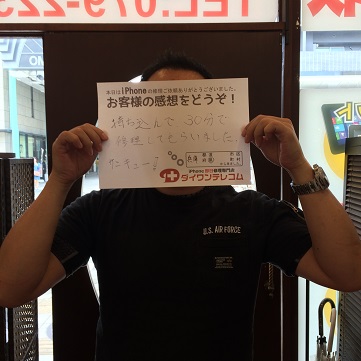 TEL.079-223
本日はiPhoneの修理ご依頼ありがとうございました。
お客様の感想をどうぞ!
持ち込んで30分で
修理してもらいました。
サンキュー!
兵庫
iPhone修理専門店
ダイワンテレコム
U.S. AIR FORCE